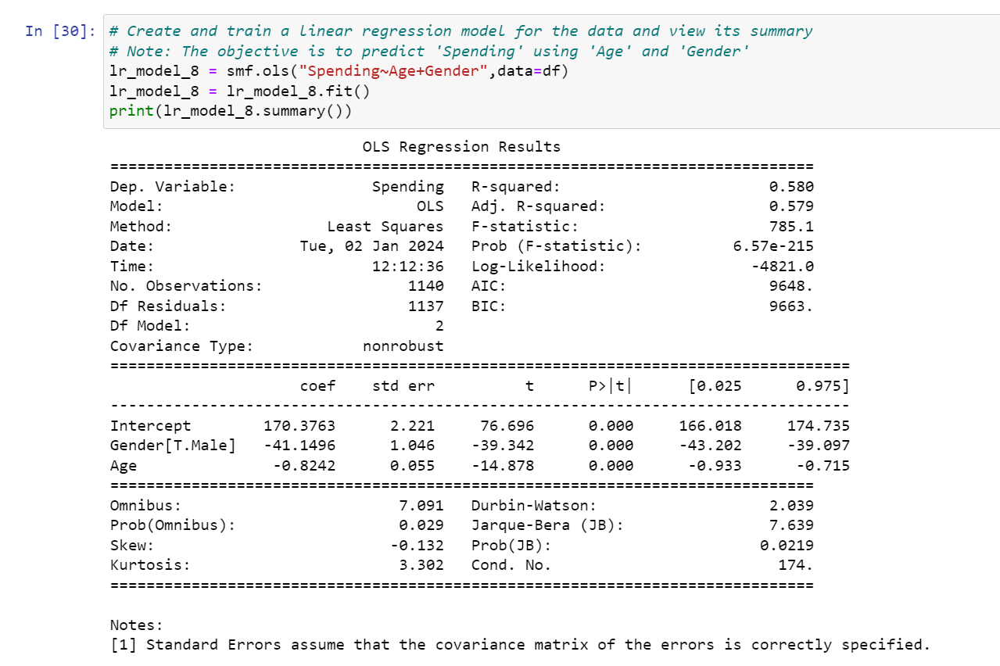 In [30]: # Create and train a linear regression model for the data and view its summary
# Note: The objective is to predict 'Spending' using 'Age' and 'Gender'
lr_model_8 = smf.ols("Spending~Age+Gender",data=df)
lr_model_8 = lr_model_8.fit()
print(lr_model_8.summary())
OLS Regression Results
==============================================================================
Dep. Variable: Spending R-squared: 0.580
Model: OLS Adj. R-squared: 0.579
Method: Least Squares F-statistic: 785.1
Date: Tue, 02 Jan 2024 Prob (F-statistic): 6.57e-215
Time: 12:12:36 Log-Likelihood: -4821.0
No. Observations: 1140 AIC: 9648.
Df Residuals: 1137 BIC: 9663.
Df Model: 2
Covariance Type: nonrobust
==================================================================================
coef std err t P>|t| [0.025 0.975]
----------------------------------------------------------------------------------
Intercept 170.3763 2.221 76.696 0.000 166.018 174.735
Gender[T.Male] -41.1496 1.046 -39.342 0.000 -43.202 -39.097
Age -0.8242 0.055 -14.878 0.000 -0.933 -0.715
==============================================================================
Omnibus: 7.091 Durbin-Watson: 2.039
Prob(Omnibus): 0.029 Jarque-Bera (JB): 7.639
Skew: -0.132 Prob(JB): 0.0219
Kurtosis: 3.302 Cond. No. 174.
==============================================================================
Notes:
[1] Standard Errors assume that the covariance matrix of the errors is correctly specified.